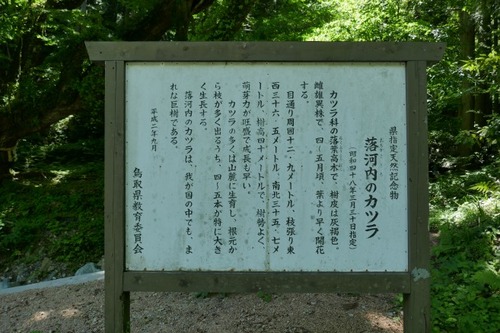 県指定天然記念物
落河内のカツラ
(昭和四十八年三月三十日指定)
カツラ科の落葉高木で、樹皮は灰褐色。
雌雄異株で、四~五月頃、葉より早く開花
する。
目通り周囲十二・九メートル、枝張り東
西三十六・五メートル、南北三十五・七メ
ートル、樹高四十メートルで、樹勢よく、
萌芽力が旺盛で成長も早い。
カツラの多くは山麓に生育し、根元か
ら枝が多く出るうち、四~五本が特に大き
く生長する。
落河内のカツラは、我が国の中でも、ま
れな巨樹である。
平成二年九月
鳥取県教育委員会